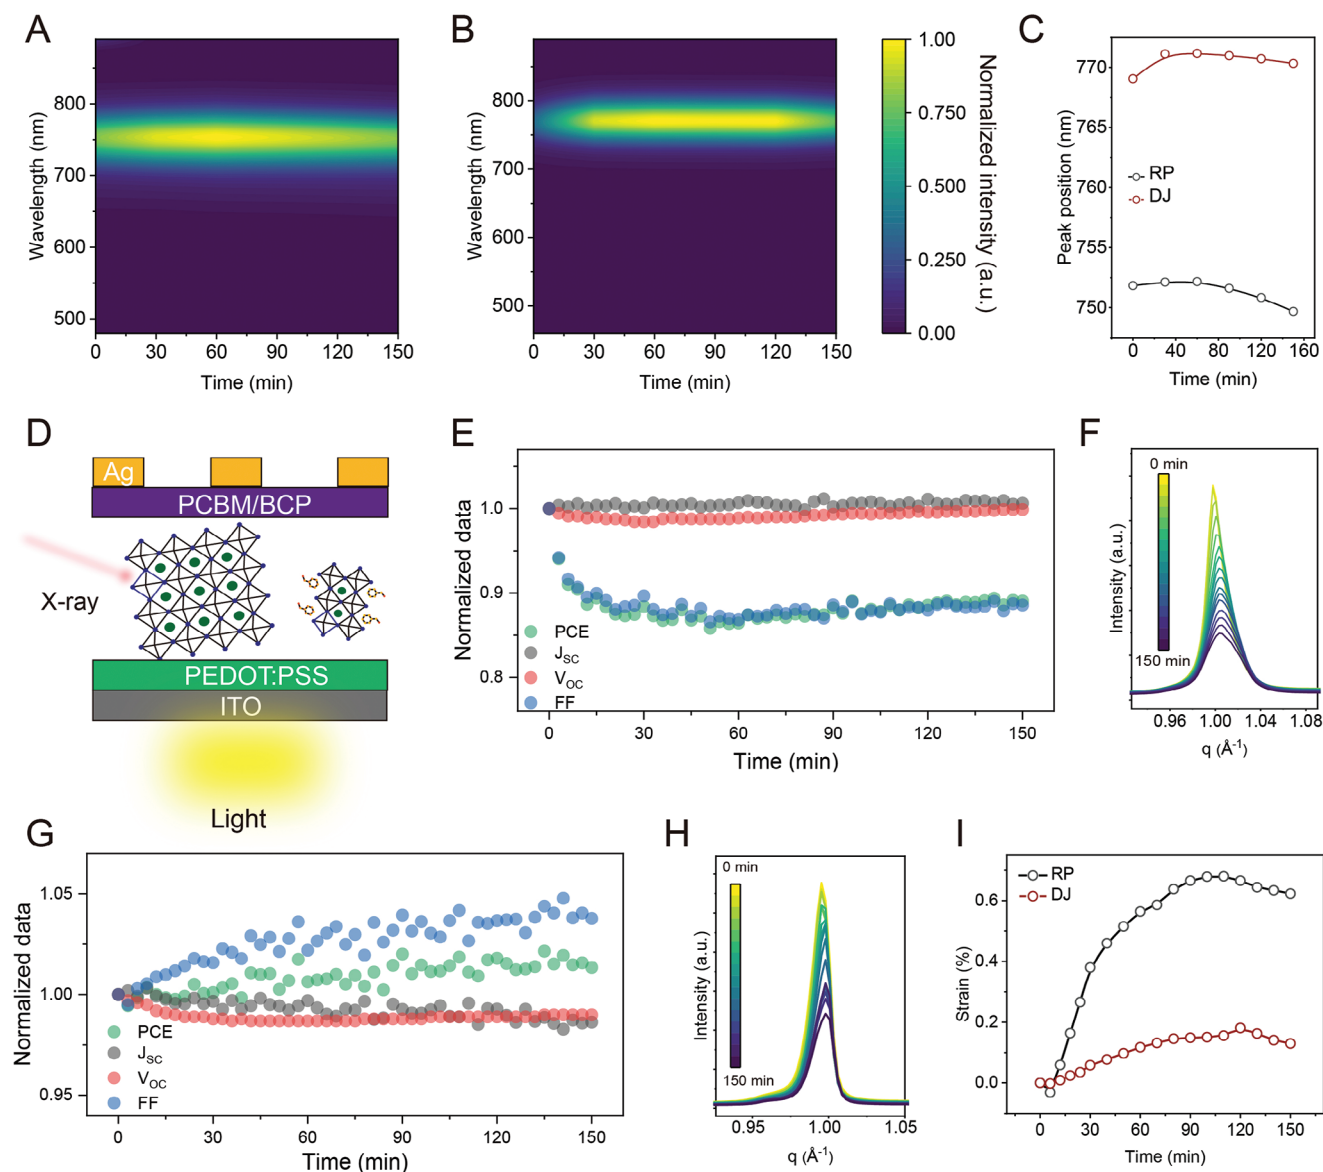 A
Wavelength (nm)
800
700
600
500
0 30 60 90 120 150
Time (min)
B
Wavelength (nm)
800
700
600
500
0 30 60 90 120 150
Time (min)
1.00
0.750
0.500
0.250
0.00
Normalized intensity (a.u.)
C
Peak position (nm)
770
765
760
755
750
RP
DJ
0 40 80 120 160
Time (min)
D
Ag
PCBM/BCP
X-ray
PEDOT:PSS
ITO
Light
E
Normalized data
1.0
0.9
0.8
PCE
JSC
VOC
FF
0 30 60 90 120 150
Time (min)
F
Intensity (a.u.)
0 min
150 min
0.96 1.00 1.04 1.08
q (Å-1)
G
Normalized data
1.05
1.00
0.95
PCE
JSC
VOC
FF
0 30 60 90 120 150
Time (min)
H
Intensity (a.u.)
0 min
150 min
0.95 1.00 1.05
q (Å-1)
I
Strain (%)
RP
DJ
0.6
0.4
0.2
0.0
0 30 60 90 120 150
Time (min)